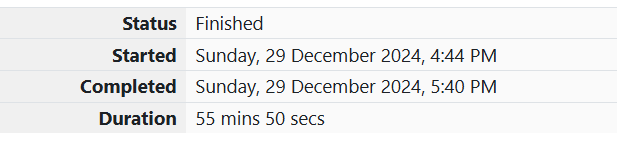 Status Finished
Started Sunday, 29 December 2024, 4:44 PM
Completed Sunday, 29 December 2024, 5:40 PM
Duration 55 mins 50 secs